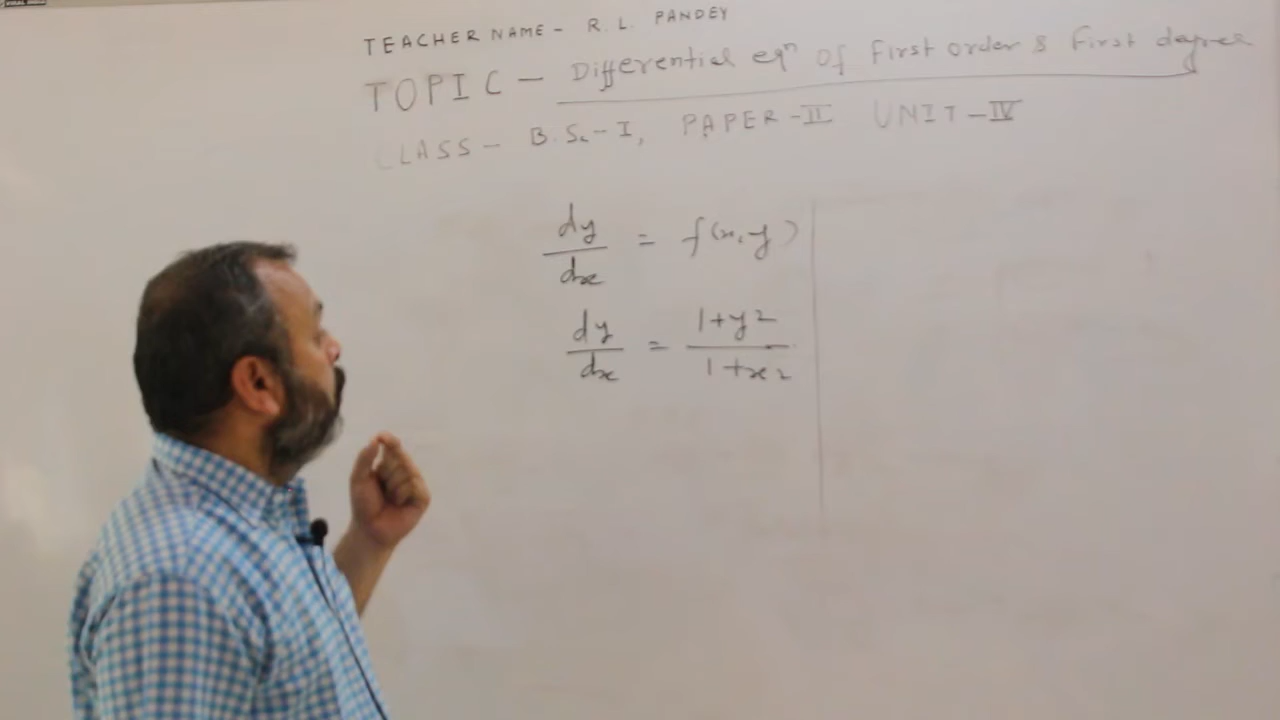 TEACHER NAME - R. L. PANDEY
TOPIC - Differential eqⁿ of First order & First degree
CLASS - B.Sc-I, PAPER-II UNIT-IV
dy/dx = f(x,y)
dy/dx = 1+y2/1+x2